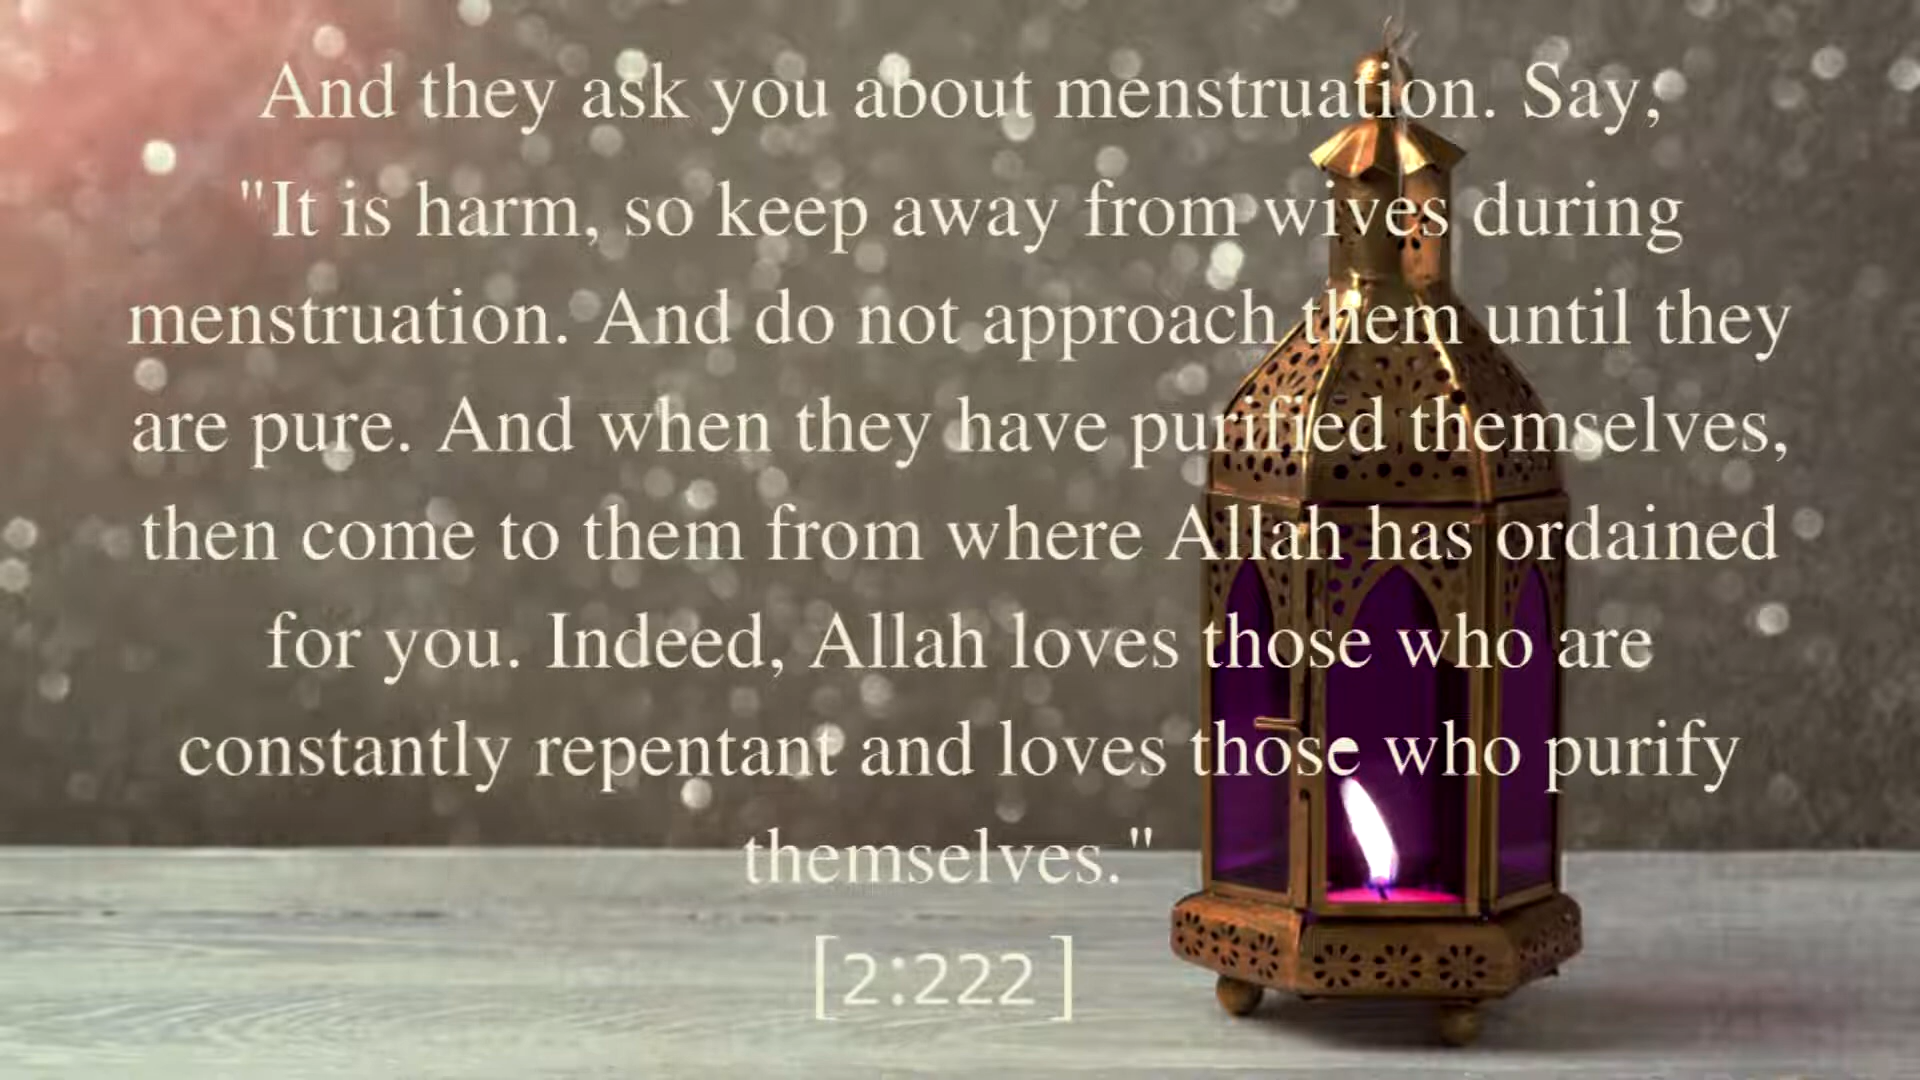 And they ask you about menstruation. Say,
"It is harm, so keep away from wives during
menstruation. And do not approach them until they
are pure. And when they have purified themselves,
then come to them from where Allah has ordained
for you. Indeed, Allah loves those who are
constantly repentant and loves those who purify
themselves."
[2:222]